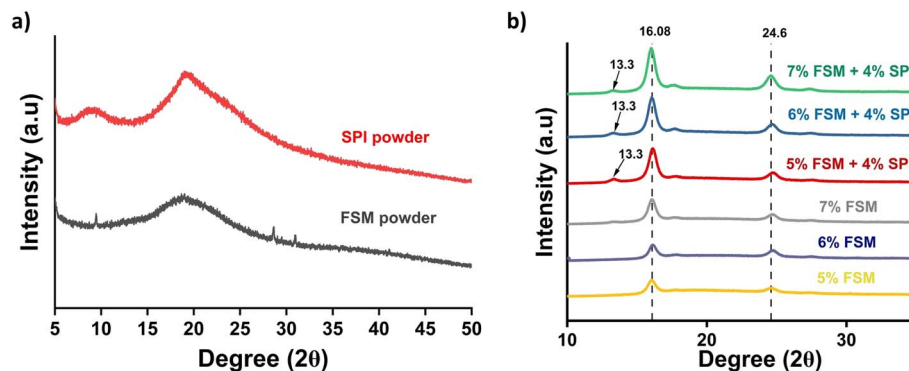 a)
Intensity (a.u)
SPI powder
FSM powder
5 10 15 20 25 30 35 40 45 50
Degree (2θ)
b)
Intensity (a.u)
16.08
24.6
13.3
7% FSM + 4% SP
13.3
6% FSM + 4% SP
13.3
5% FSM + 4% SP
7% FSM
6% FSM
5% FSM
10 20 30
Degree (2θ)